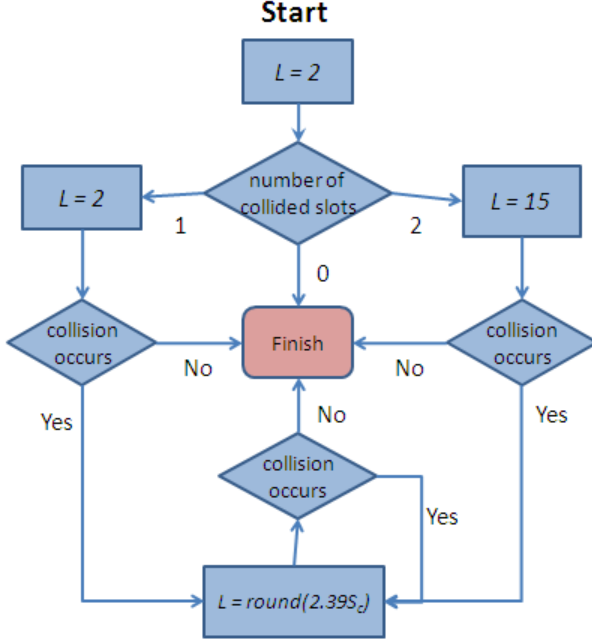 Start
L = 2
number of
collided slots
L = 2
L = 15
1
2
0
collision
occurs
Finish
collision
occurs
No
No
Yes
No
Yes
collision
occurs
Yes
L = round(2.39S_c)